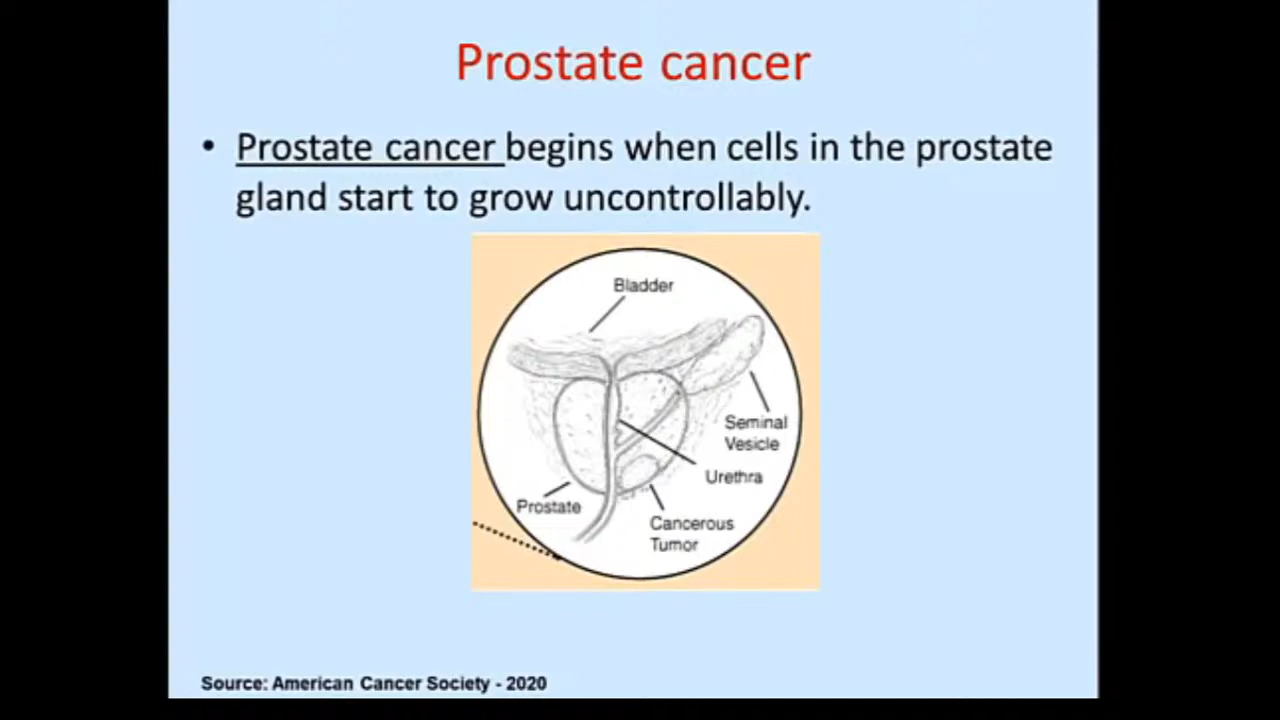 Prostate cancer
• Prostate cancer begins when cells in the prostate
gland start to grow uncontrollably.
Bladder
Seminal
Vesicle
Urethra
Prostate
Cancerous
Tumor
Source: American Cancer Society - 2020